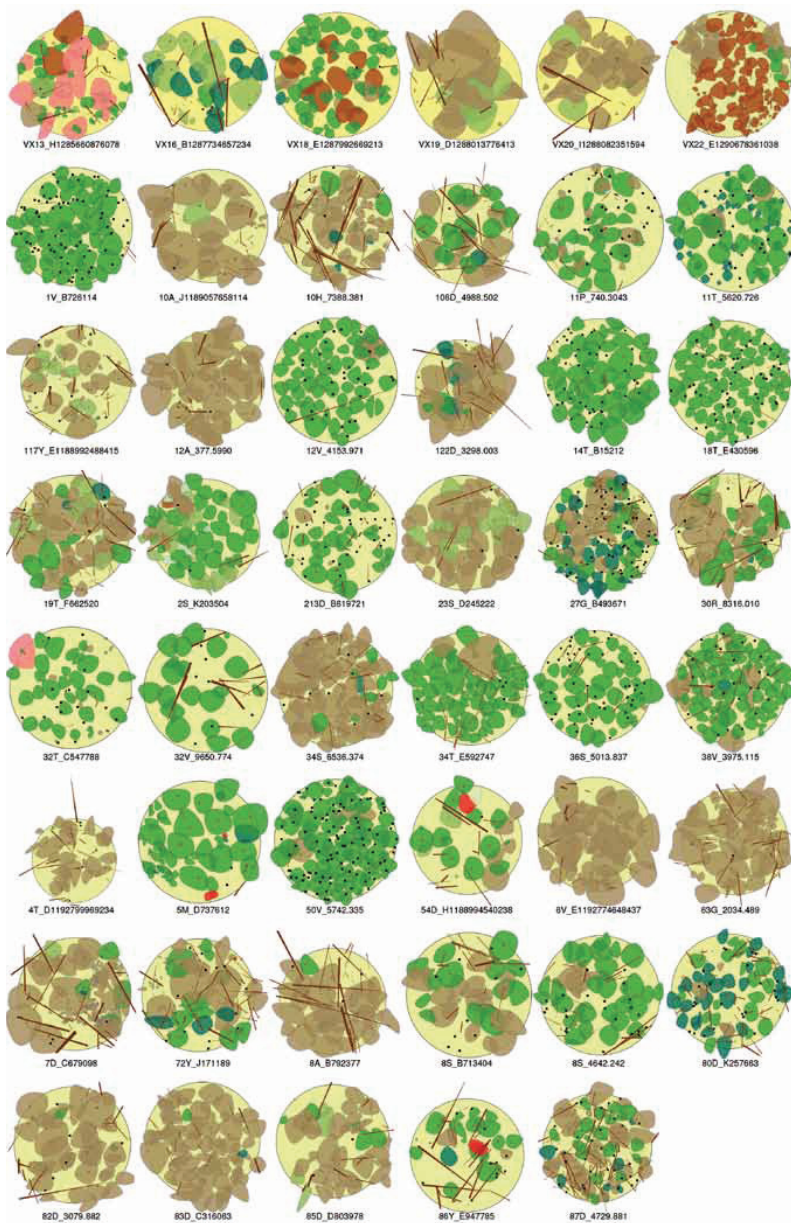 VX13_H1285660876078 VX16_B1287734657234 VX18_E1287992669213 VX19_D1288013776413 VX20_I1288082351594 VX22_E1290678361038
1V_B726114 10A_J1189057658114 10H_7388.381 106D_4988.502 11P_740.3043 11T_5620.726
117Y_E1188992488415 12A_377.5990 12V_4153.971 122D_3298.003 14T_B15212 18T_E430596
19T_F662520 2S_K203504 213D_B619721 23S_D245222 27G_B493671 30R_8316.010
32T_C547788 32V_9650.774 34S_6536.374 34T_E592747 36S_5013.837 38V_3975.115
4T_D1192799969234 5M_D737612 50V_5742.335 54D_H1188994540238 6V_E1192774648437 63G_2034.489
7D_C679098 72Y_J171189 8A_B792377 8S_B713404 8S_4642.242 80D_K257663
82D_3079.682 83D_C316063 85D_D803978 86Y_E947785 87D_4729.881